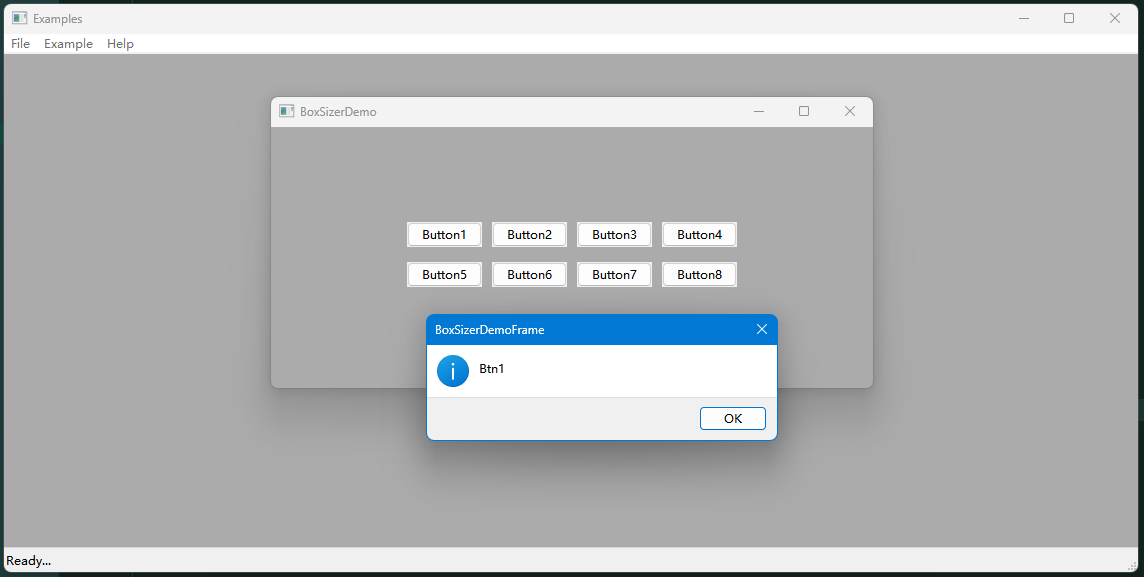 Examples
File Example Help
BoxSizerDemo
Button1 Button2 Button3 Button4
Button5 Button6 Button7 Button8
BoxSizerDemoFrame
Btn1
OK
Ready...